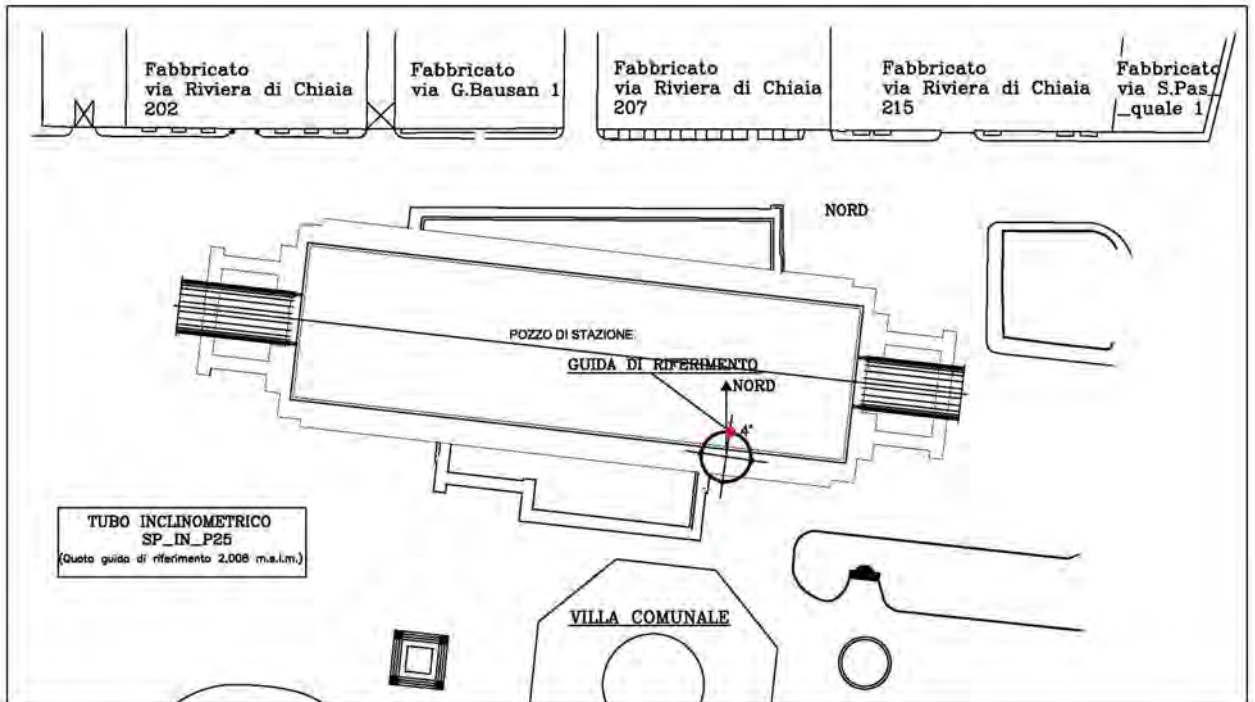 Fabbricato
via Riviera di Chiaia
202
Fabbricato
via G.Bausan 1
Fabbricato
via Riviera di Chiaia
207
Fabbricato
via Riviera di Chiaia
215
Fabbricato
via S.Pas_
_quale 1
NORD
POZZO DI STAZIONE
GUIDA DI RIFERIMENTO
NORD
4°
TUBO INCLINOMETRICO
SP_IN_P25
(Quota guida di riferimento 2,008 m.s.l.m.)
VILLA COMUNALE